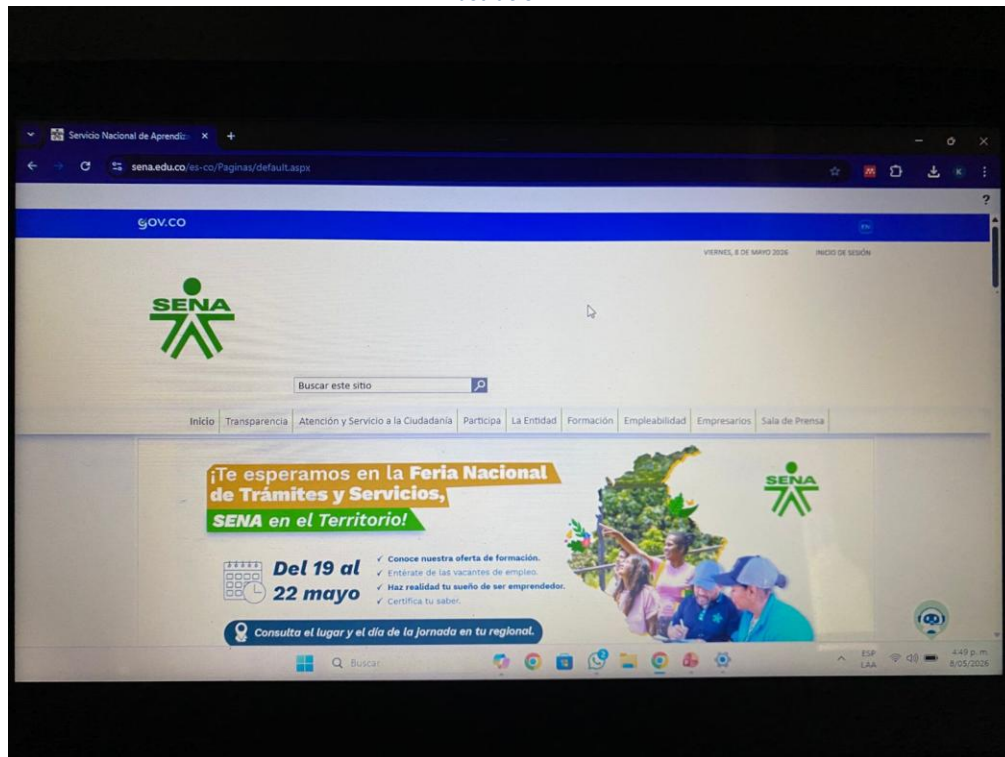 Servicio Nacional de Aprendiz
sena.edu.co/es-co/Paginas/default.aspx
K
?
GOV.CO
VIERNES, 8 DE MAYO 2026 INICIO DE SESIÓN
SENA
Buscar este sitio
Inicio Transparencia Atención y Servicio a la Ciudadanía Participa La Entidad Formación Empleabilidad Empresarios Sala de Prensa
¡Te esperamos en la Feria Nacional
de Trámites y Servicios,
SENA en el Territorio!
SENA
Del 19 al
22 mayo
✓ Conoce nuestra oferta de formación.
✓ Entérate de las vacantes de empleo.
✓ Haz realidad tu sueño de ser emprendedor.
✓ Certifica tu saber.
Consulta el lugar y el día de la jornada en tu regional.
Buscar
ESP
LAA
4:49 p. m.
8/05/2026